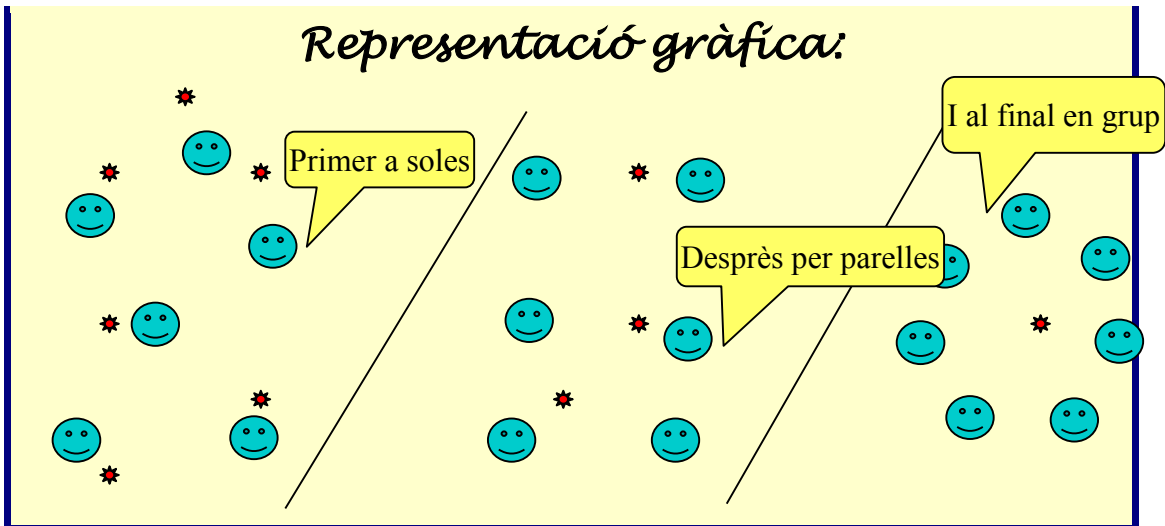 Representació gràfica:
Primer a soles
Desprès per parelles
I al final en grup